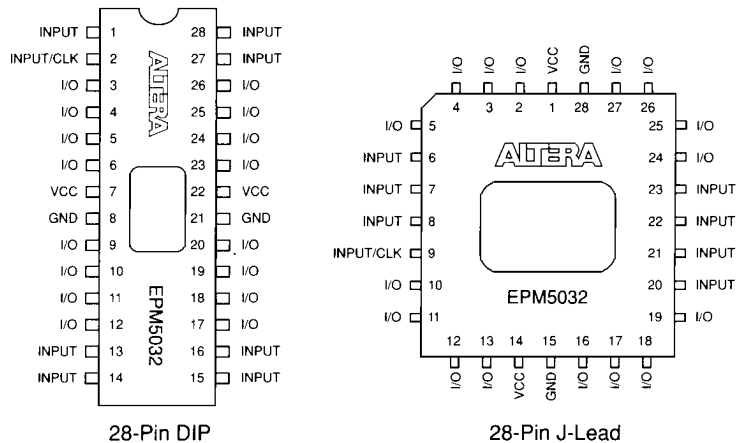 INPUT 1 28 INPUT
INPUT/CLK 2 27 INPUT
I/O 3 26 I/O
I/O 4 25 I/O
I/O 5 24 I/O
I/O 6 23 I/O
VCC 7 22 VCC
GND 8 21 GND
I/O 9 20 I/O
I/O 10 19 I/O
I/O 11 18 I/O
I/O 12 17 I/O
INPUT 13 16 INPUT
INPUT 14 15 INPUT
ALTERA
EPM5032
28-Pin DIP
I/O I/O I/O VCC GND I/O I/O
4 3 2 1 28 27 26
I/O 5 25 I/O
INPUT 6 24 I/O
INPUT 7 23 INPUT
INPUT 8 22 INPUT
INPUT/CLK 9 21 INPUT
I/O 10 20 INPUT
I/O 11 19 I/O
ALTERA
EPM5032
12 13 14 15 16 17 18
I/O I/O VCC GND I/O I/O I/O
28-Pin J-Lead